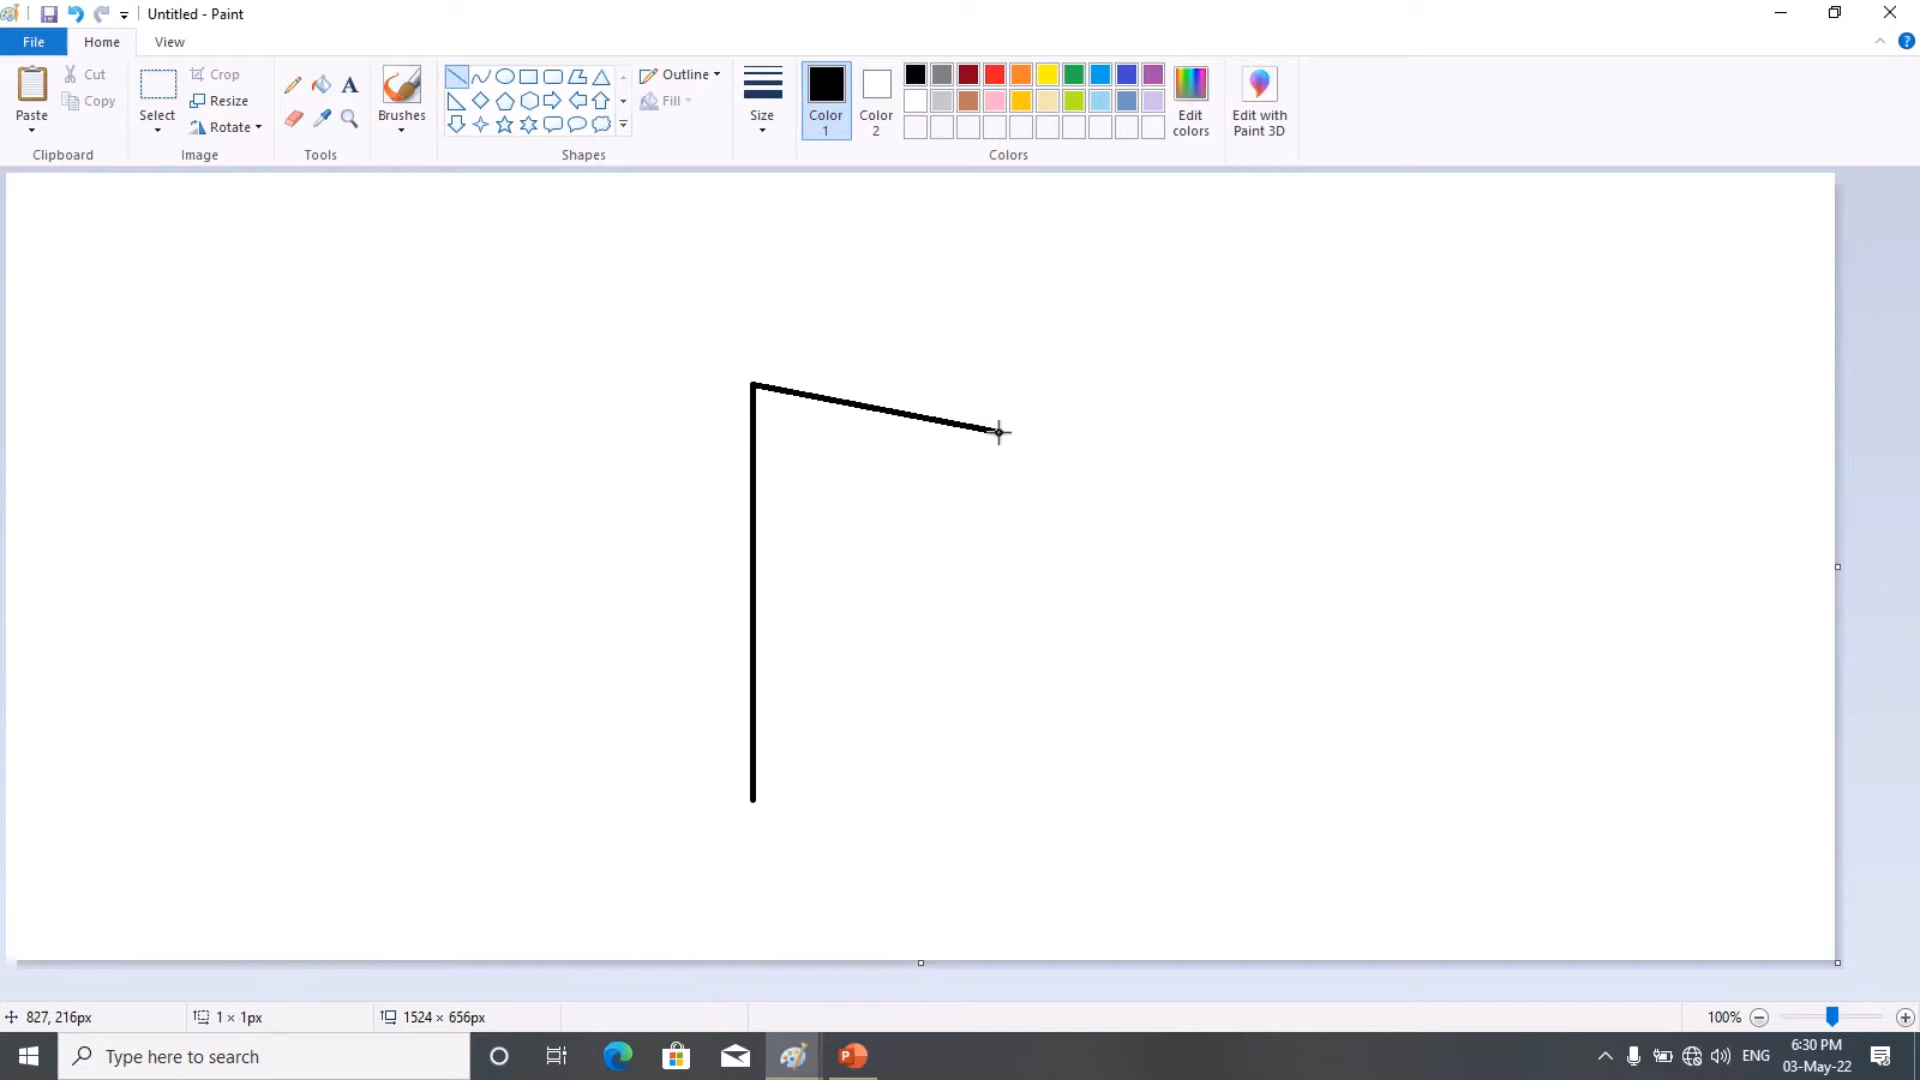 Untitled - Paint
File
Home
View
Paste
Cut
Copy
Clipboard
Select
Crop
Resize
Rotate
Image
A
Tools
Brushes
Outline
Fill
Shapes
Size
Color
1
Color
2
Edit
colors
Colors
Edit with
Paint 3D
?
827, 216px
1 × 1px
1524 × 656px
100%
Type here to search
P
ENG
6:30 PM
03-May-22